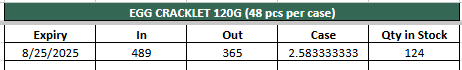 EGG CRACKLET 120G (48 pcs per case)
Expiry In Out Case Qty in Stock
8/25/2025 489 365 2.583333333 124